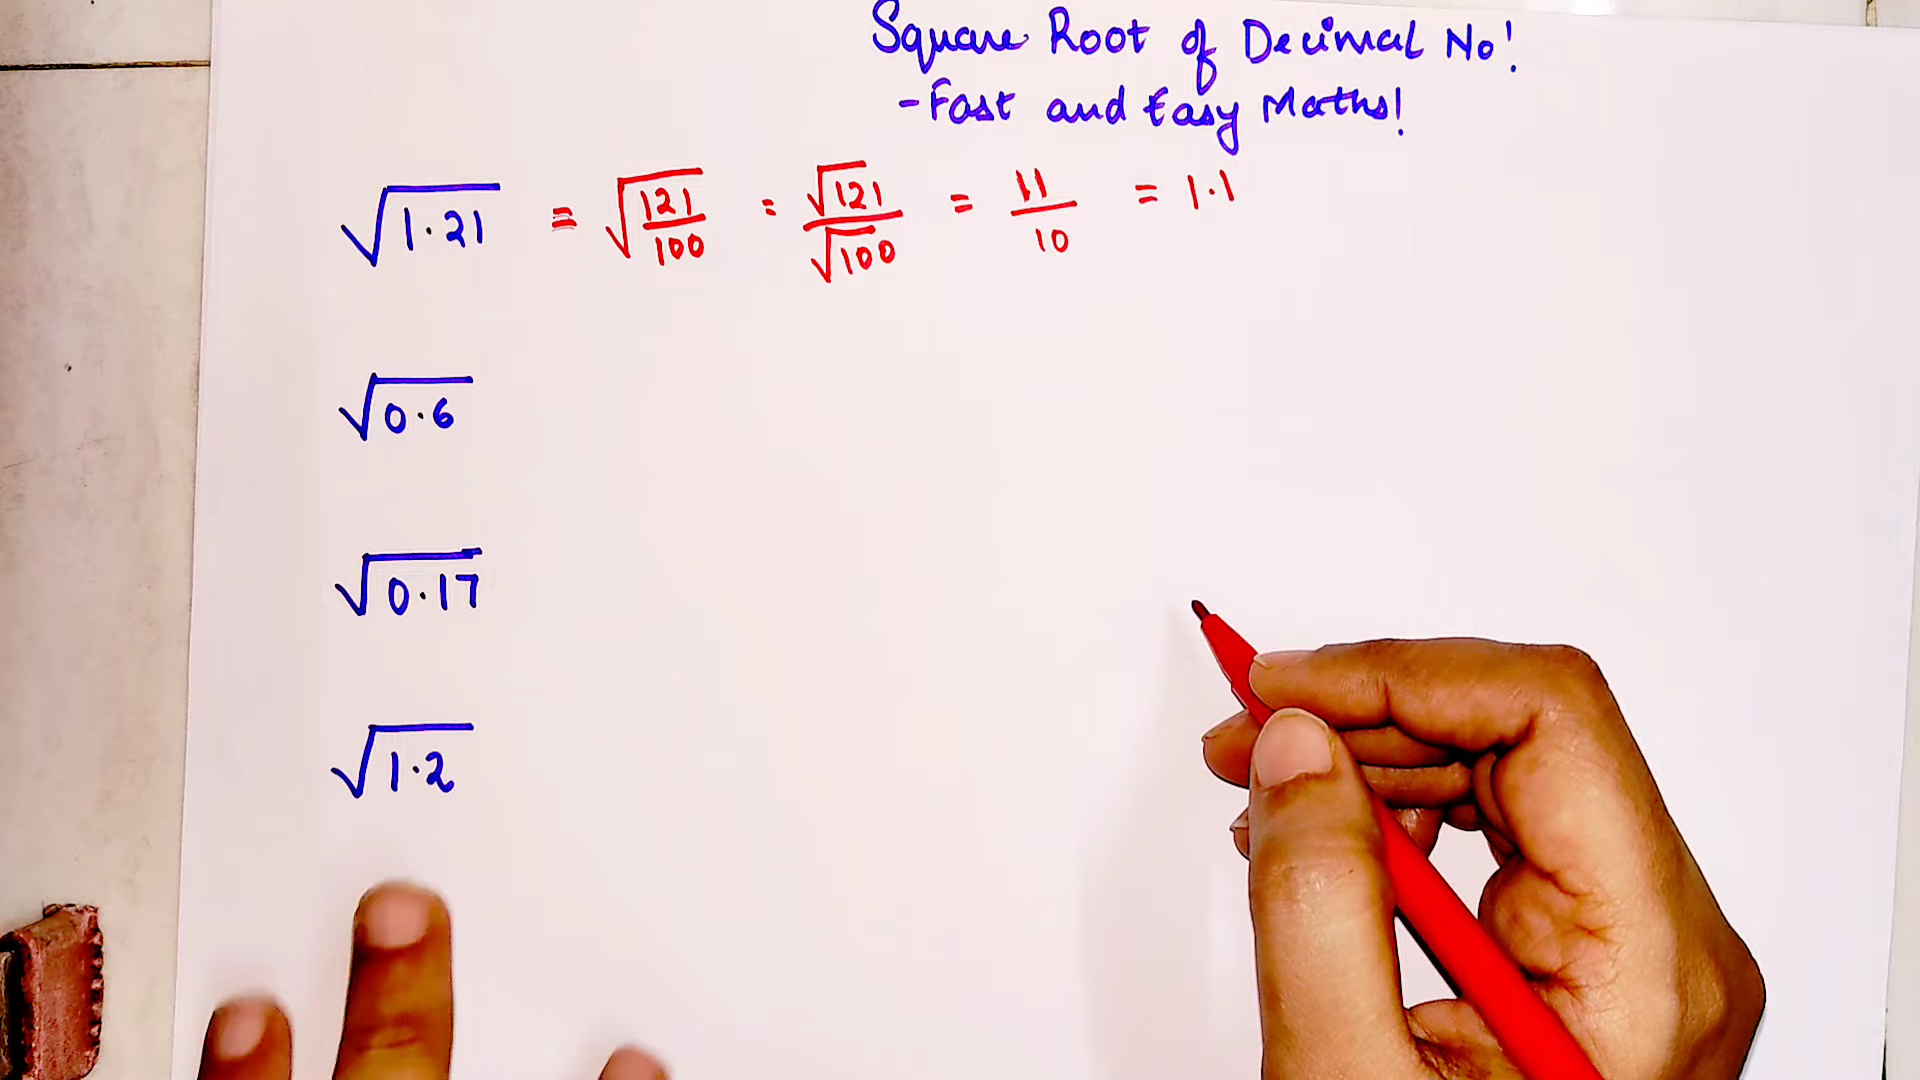 Square Root of Decimal No!
-Fast and Easy Maths!
√1.21 = √(121/100) = √121/√100 = 11/10 = 1.1
√0.6
√0.17
√1.2